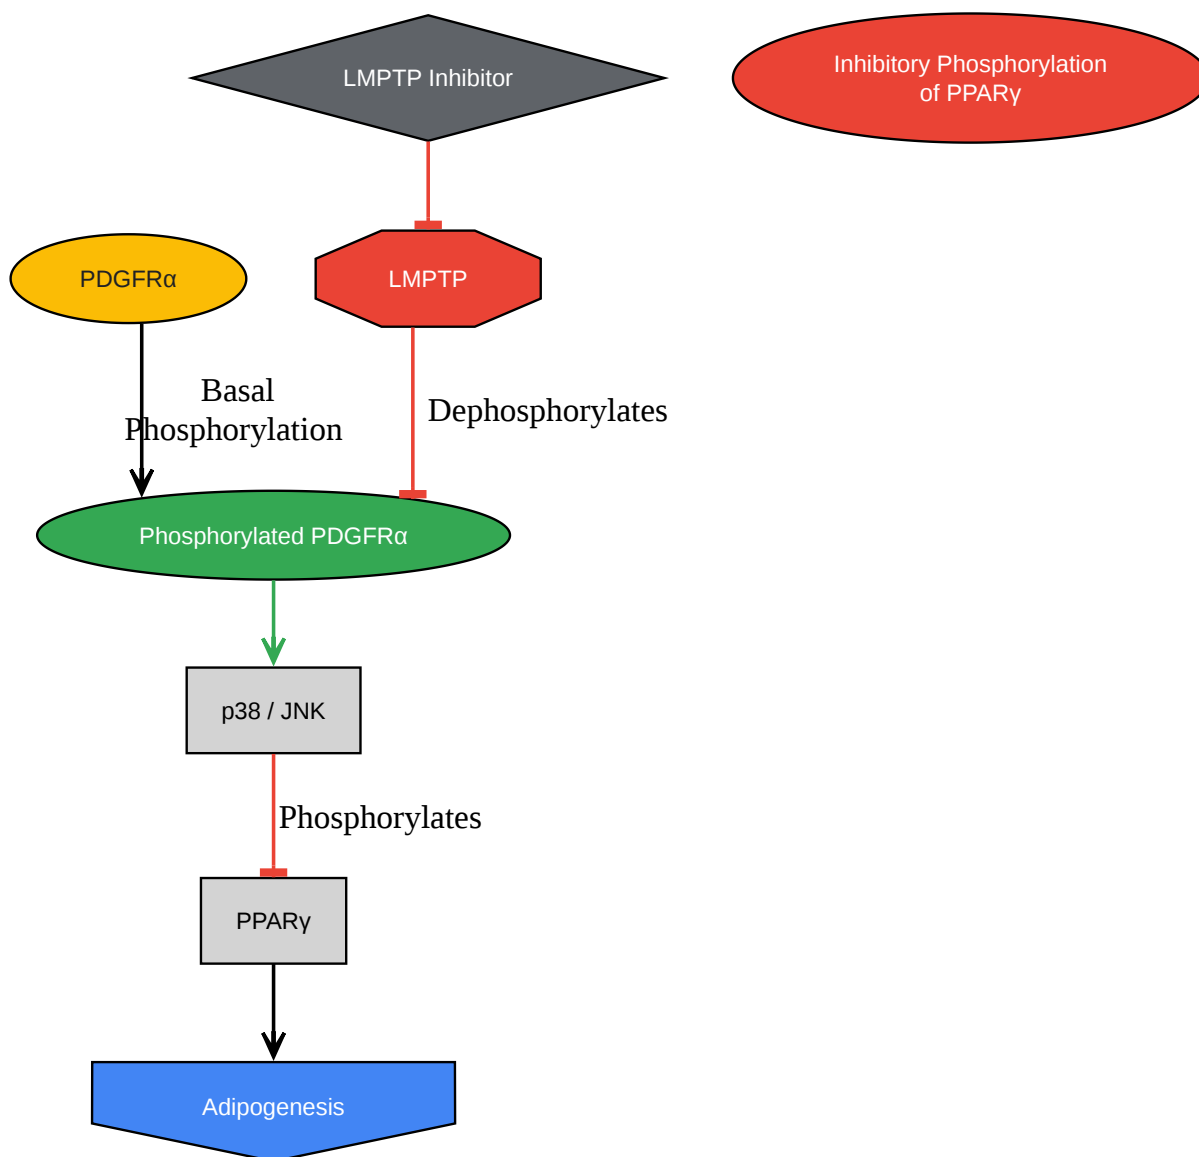 LMPTP Inhibitor
Inhibitory Phosphorylation
of PPARγ
PDGFRα
LMPTP
Basal
Phosphorylation
Dephosphorylates
Phosphorylated PDGFRα
p38 / JNK
Phosphorylates
PPARγ
Adipogenesis